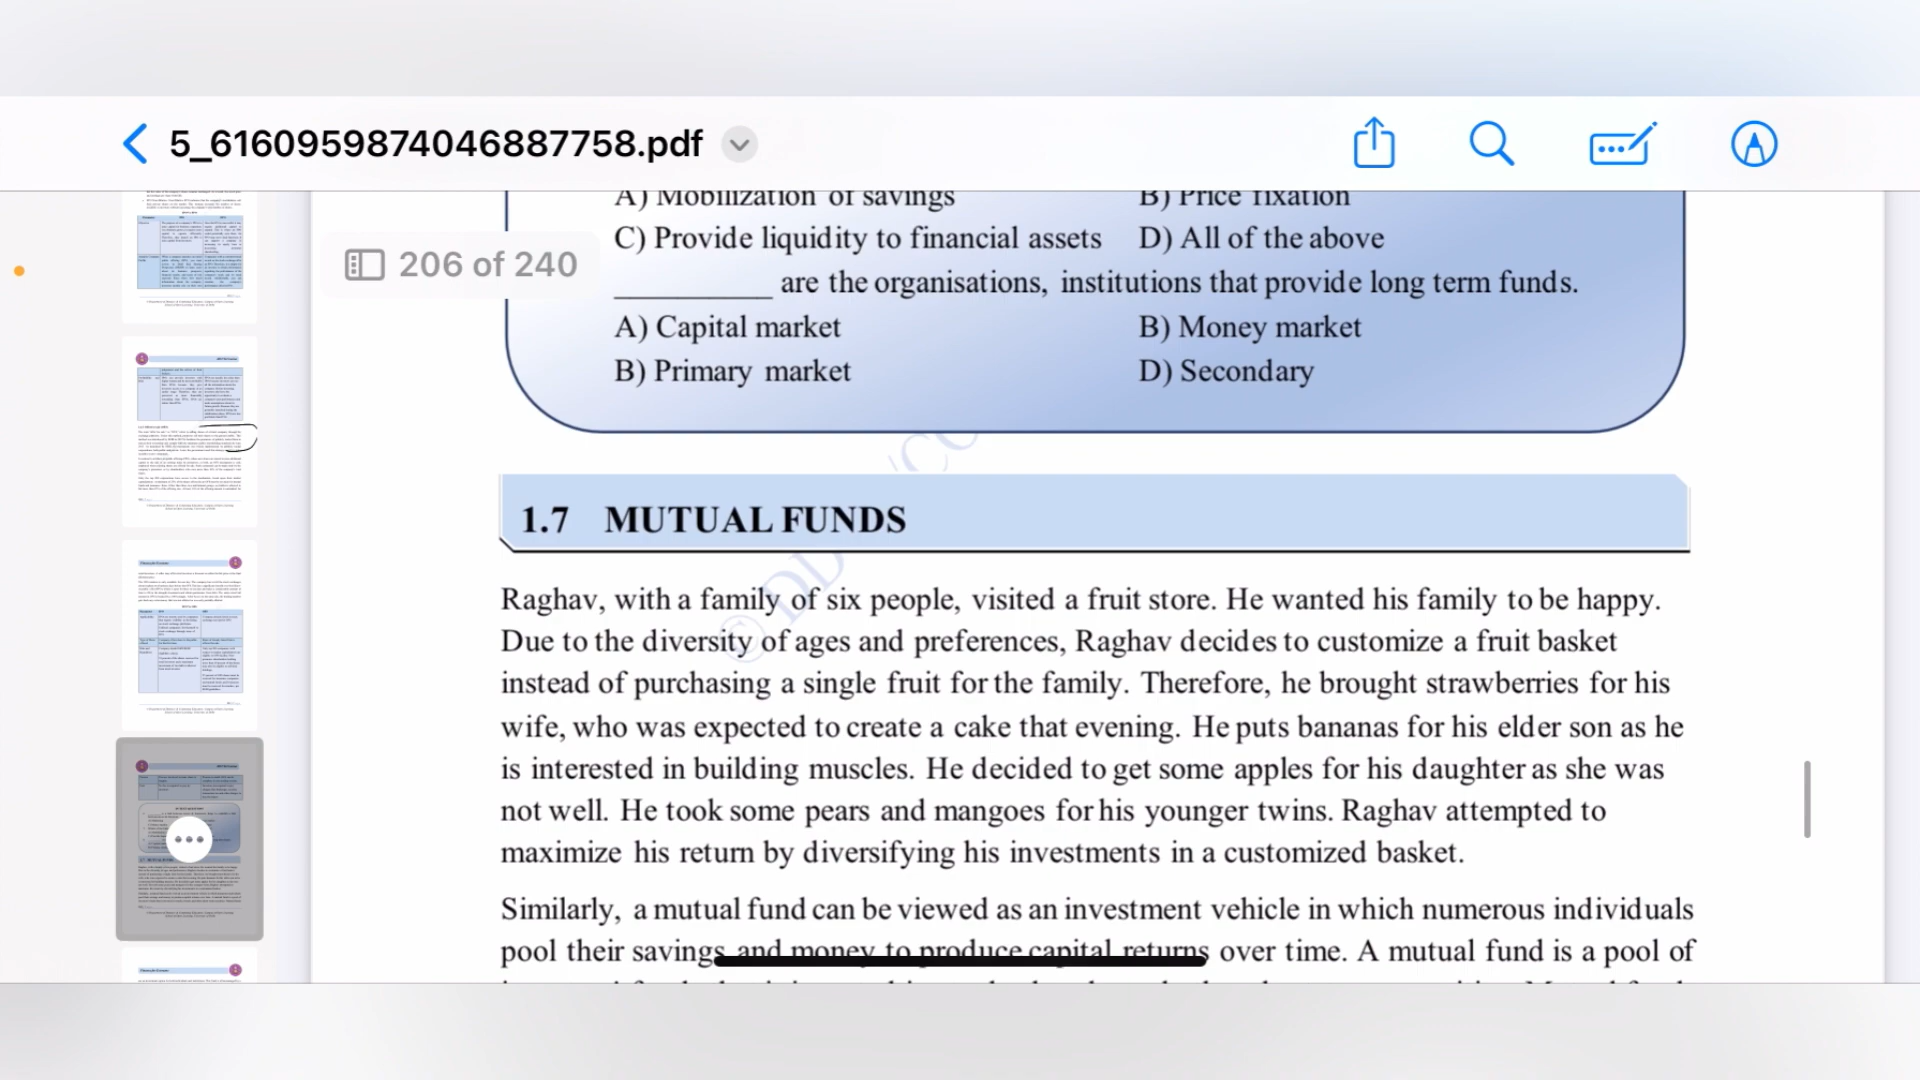 5_6160959874046887758.pdf
206 of 240
A) Mobilization of savings B) Price fixation
C) Provide liquidity to financial assets D) All of the above
__________ are the organisations, institutions that provide long term funds.
A) Capital market B) Money market
B) Primary market D) Secondary
1.7 MUTUAL FUNDS
Raghav, with a family of six people, visited a fruit store. He wanted his family to be happy.
Due to the diversity of ages and preferences, Raghav decides to customize a fruit basket
instead of purchasing a single fruit for the family. Therefore, he brought strawberries for his
wife, who was expected to create a cake that evening. He puts bananas for his elder son as he
is interested in building muscles. He decided to get some apples for his daughter as she was
not well. He took some pears and mangoes for his younger twins. Raghav attempted to
maximize his return by diversifying his investments in a customized basket.
Similarly, a mutual fund can be viewed as an investment vehicle in which numerous individuals
pool their savings and money to produce capital returns over time. A mutual fund is a pool of